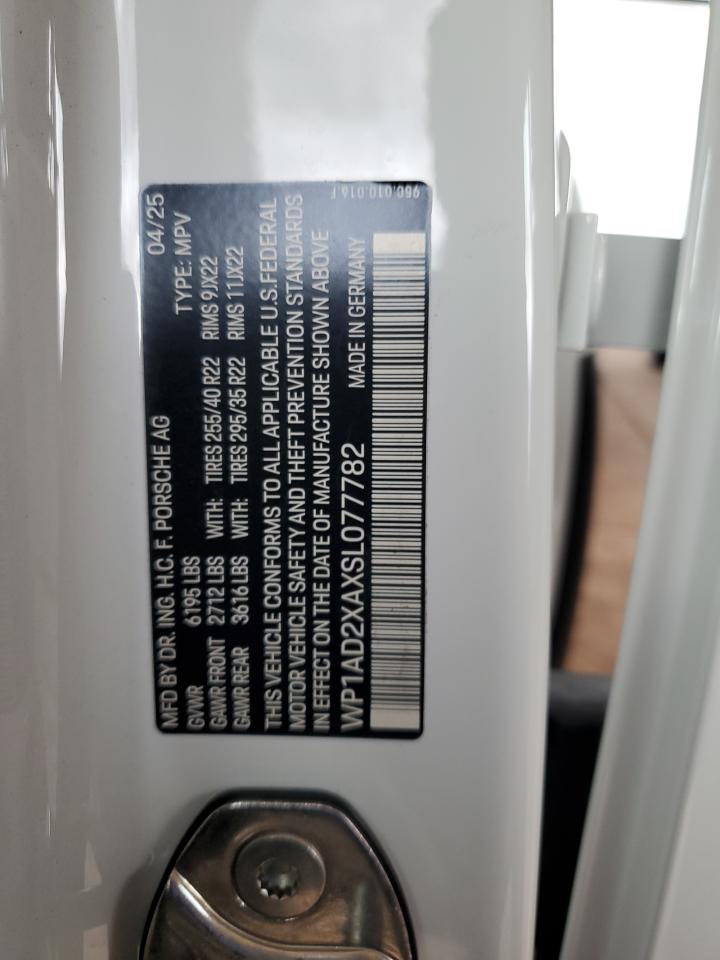 MFD BY DR. ING. H.C. F. PORSCHE AG 04/25
GVWR 6195 LBS TYPE: MPV
GAWR FRONT 2712 LBS WITH: TIRES 255/40 R22 RIMS 9JX22
GAWR REAR 3616 LBS WITH: TIRES 295/35 R22 RIMS 11JX22
THIS VEHICLE CONFORMS TO ALL APPLICABLE U.S.FEDERAL
MOTOR VEHICLE SAFETY AND THEFT PREVENTION STANDARDS
IN EFFECT ON THE DATE OF MANUFACTURE SHOWN ABOVE
WP1AD2XAXSL077782 MADE IN GERMANY
9S0.010.016.F